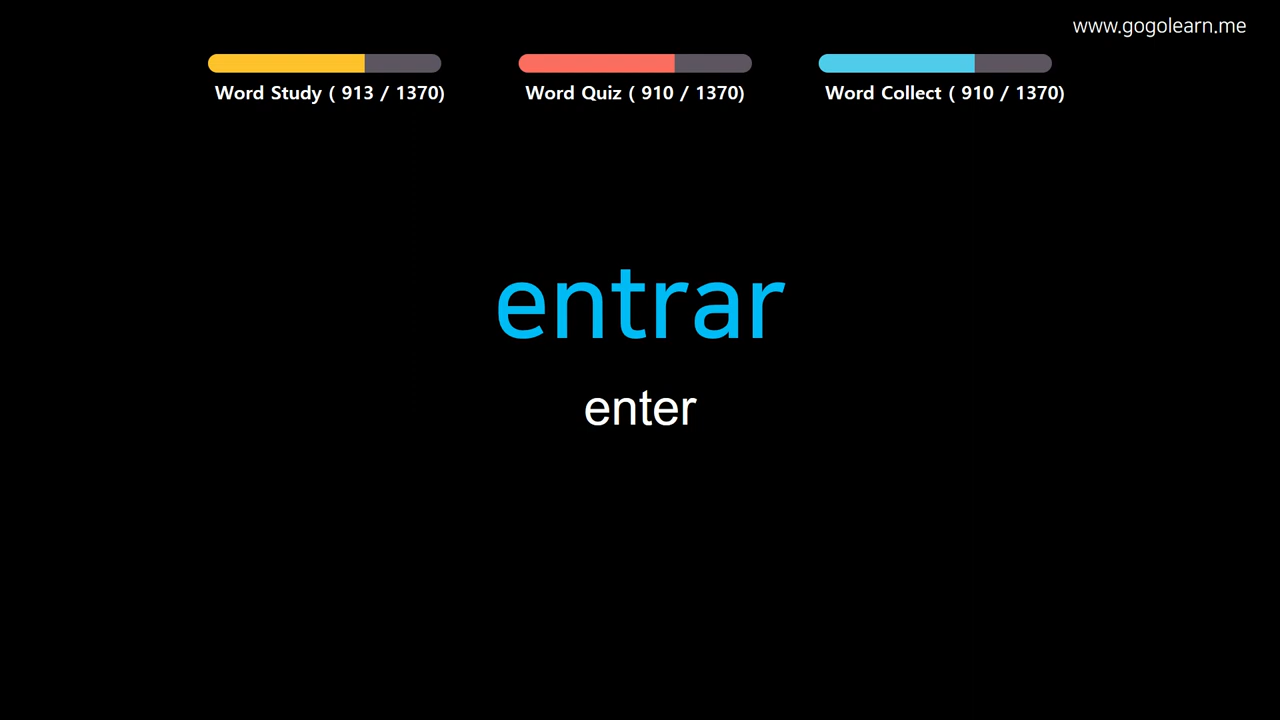 www.gogolearn.me
Word Study ( 913 / 1370)
Word Quiz ( 910 / 1370)
Word Collect ( 910 / 1370)
entrar
enter